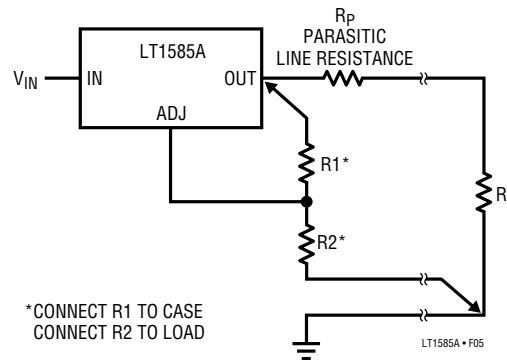 RP
PARASITIC
LINE RESISTANCE
LT1585A
VIN
IN
OUT
ADJ
R1*
R
R2*
*CONNECT R1 TO CASE
CONNECT R2 TO LOAD
LT1585A • F05